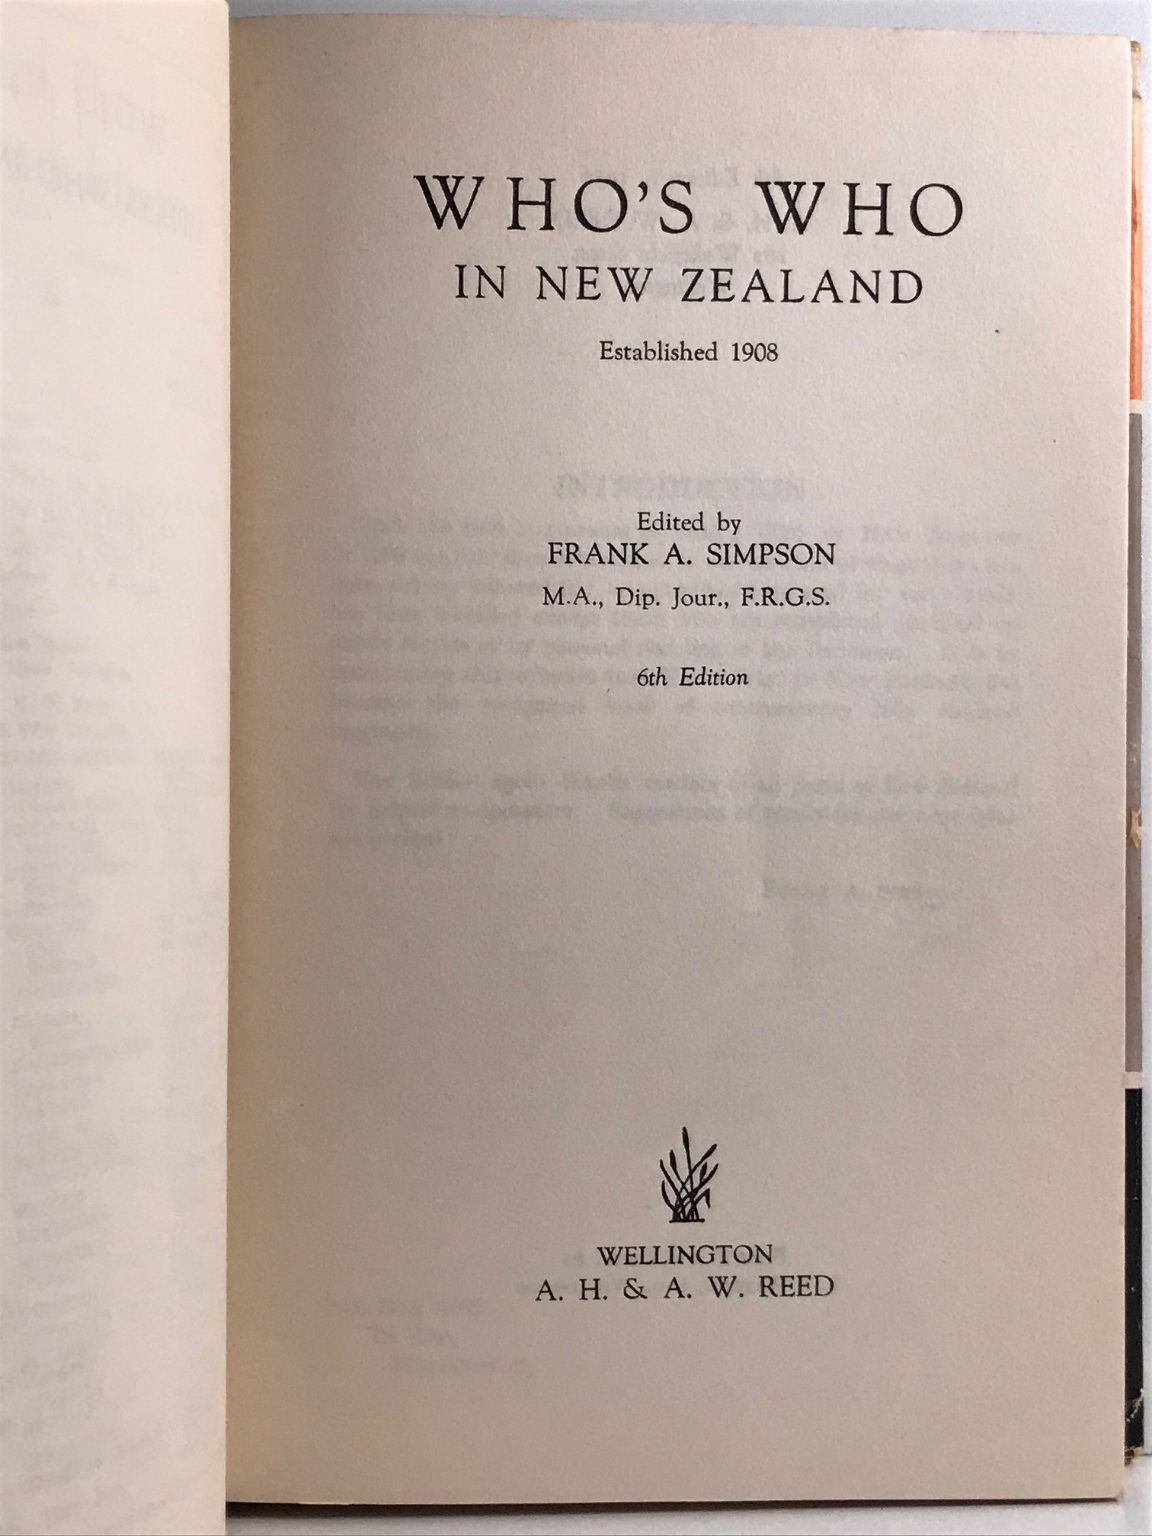 WHO'S WHO
IN NEW ZEALAND
Established 1908
Edited by
FRANK A. SIMPSON
M.A., Dip. Jour., F.R.G.S.
6th Edition
WELLINGTON
A. H. & A. W. REED